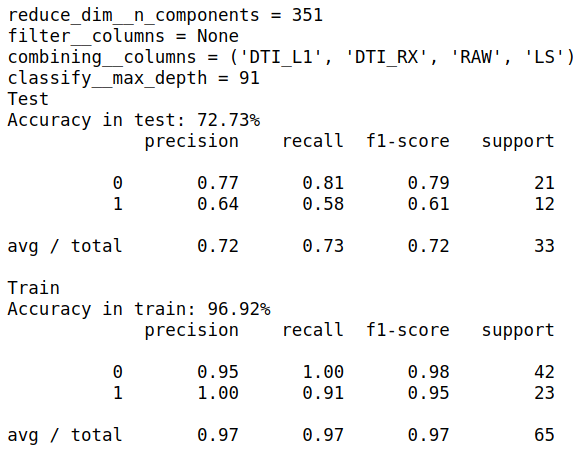 reduce_dim__n_components = 351
filter__columns = None
combining__columns = ('DTI_L1', 'DTI_RX', 'RAW', 'LS')
classify__max_depth = 91
Test
Accuracy in test: 72.73%
precision recall f1-score support
0 0.77 0.81 0.79 21
1 0.64 0.58 0.61 12
avg / total 0.72 0.73 0.72 33
Train
Accuracy in train: 96.92%
precision recall f1-score support
0 0.95 1.00 0.98 42
1 1.00 0.91 0.95 23
avg / total 0.97 0.97 0.97 65